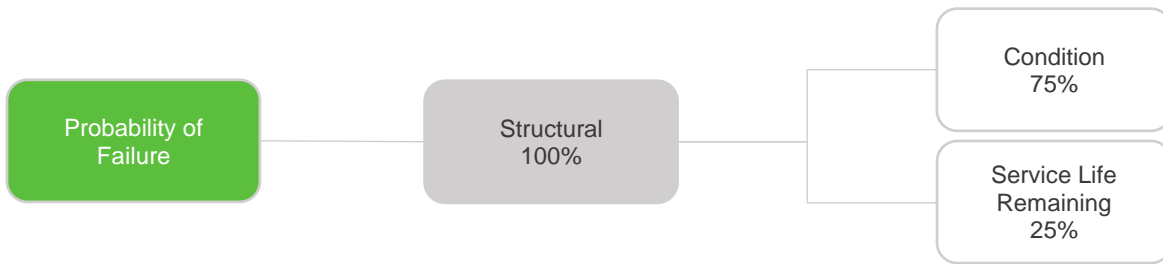 Probability of
Failure
Structural
100%
Condition
75%
Service Life
Remaining
25%